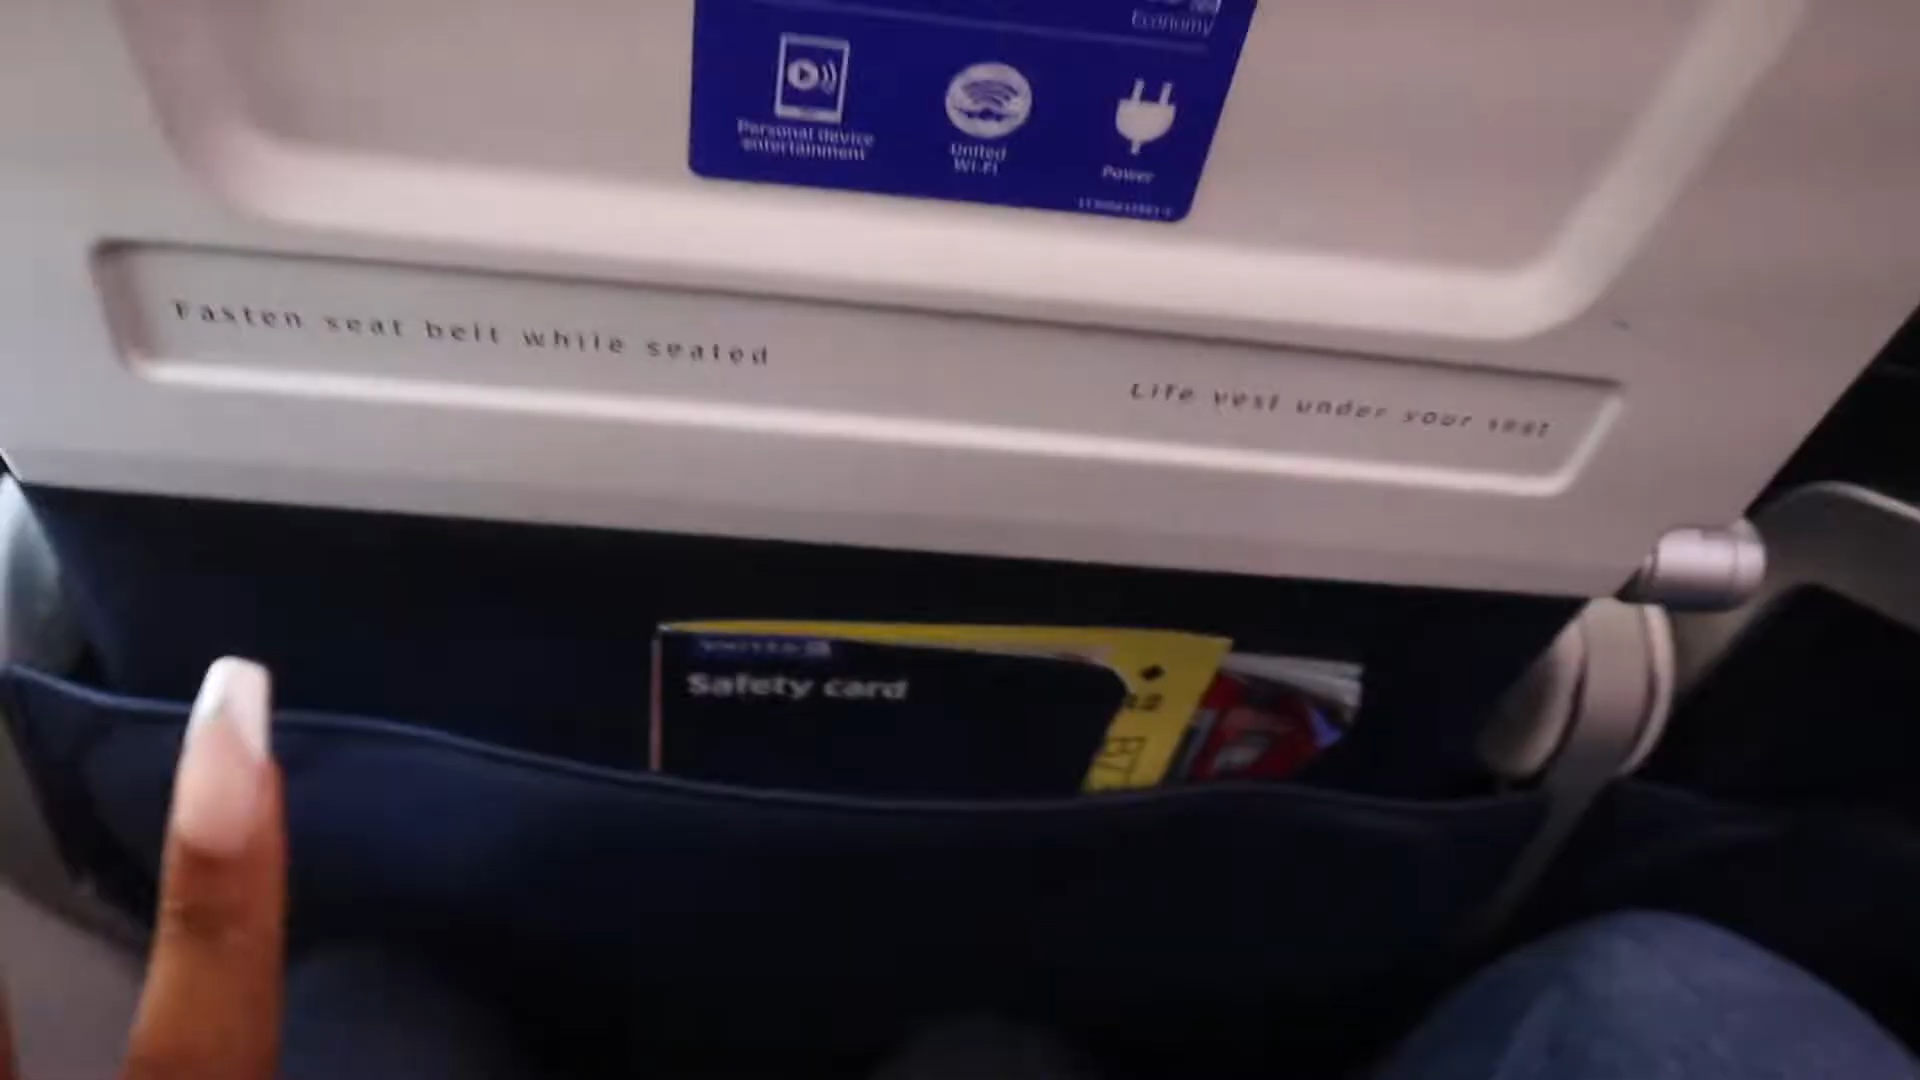 Economy
Personal device
entertainment
United
Wi-Fi
Power
Fasten seat belt while seated
Life vest under your seat
UNITED
Safety card